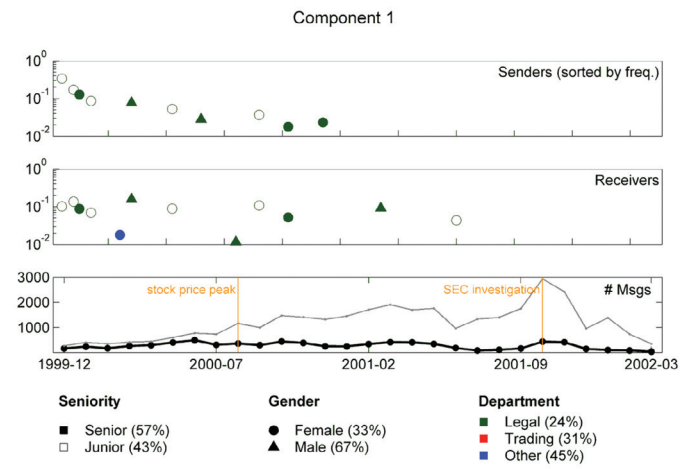 Component 1
10^0
Senders (sorted by freq.)
10^-1
10^-2
10^0
Receivers
10^-1
10^-2
3000
stock price peak
SEC investigation
# Msgs
2000
1000
1999-12
2000-07
2001-02
2001-09
2002-03
Seniority
Gender
Department
Senior (57%)
Female (33%)
Legal (24%)
Junior (43%)
Male (67%)
Trading (31%)
Other (45%)